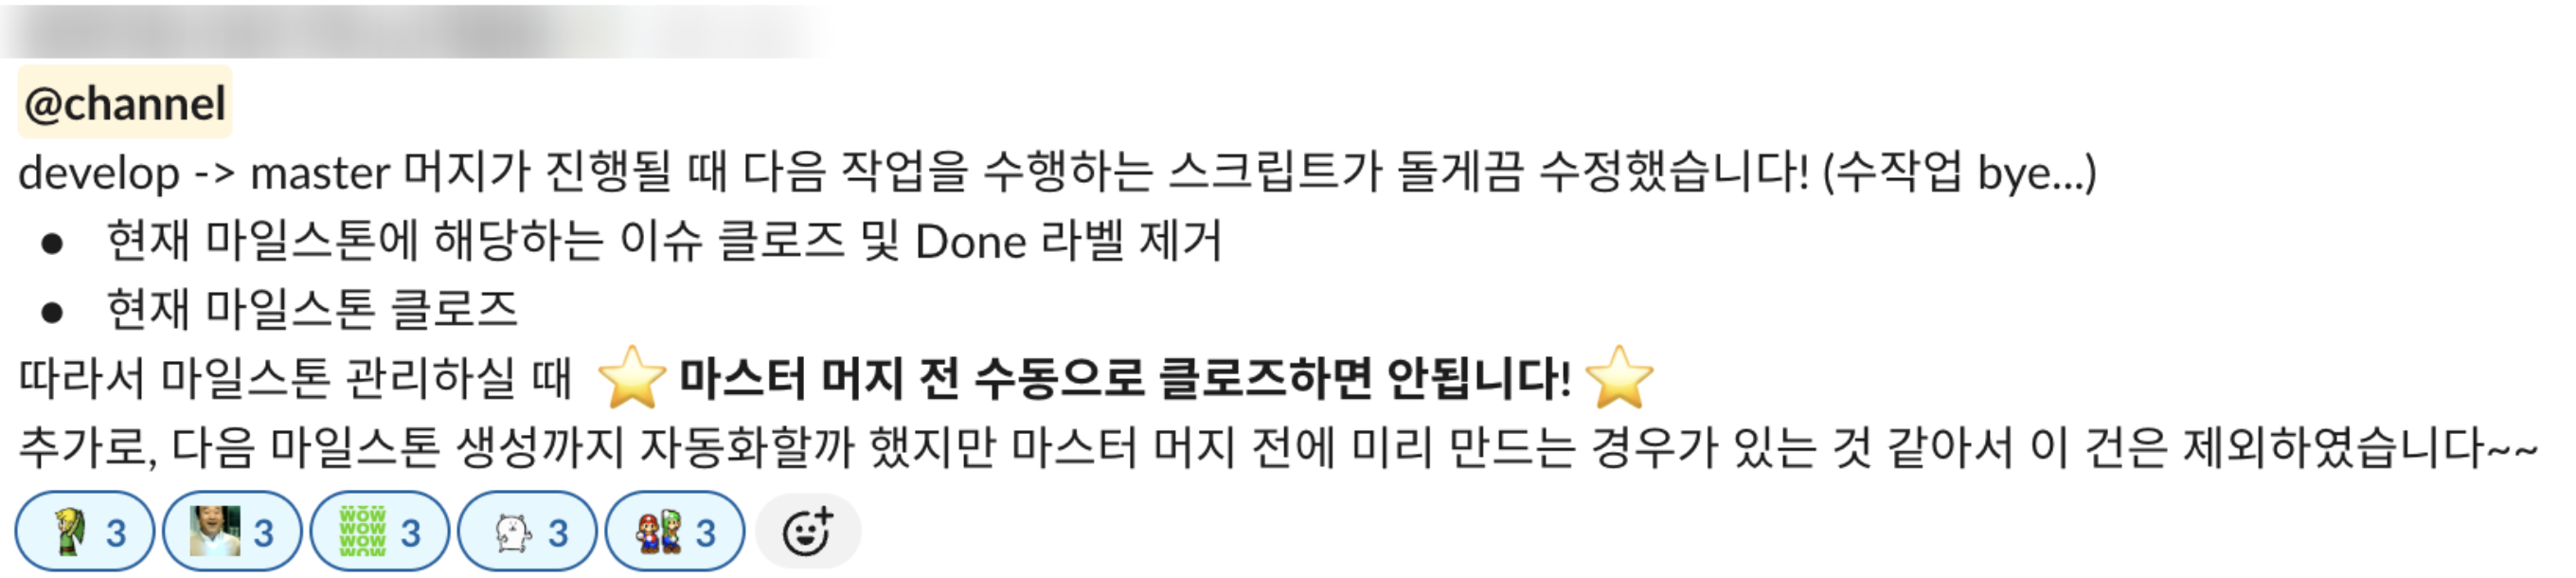 @channel
develop -> master 머지가 진행될 때 다음 작업을 수행하는 스크립트가 돌게끔 수정했습니다! (수작업 bye...)
● 현재 마일스톤에 해당하는 이슈 클로즈 및 Done 라벨 제거
● 현재 마일스톤 클로즈
따라서 마일스톤 관리하실 때 ⭐ 마스터 머지 전 수동으로 클로즈하면 안됩니다! ⭐
추가로, 다음 마일스톤 생성까지 자동화할까 했지만 마스터 머지 전에 미리 만드는 경우가 있는 것 같아서 이 건은 제외하였습니다~~
3 3 WOW WOW WOW WOW 3 3 3